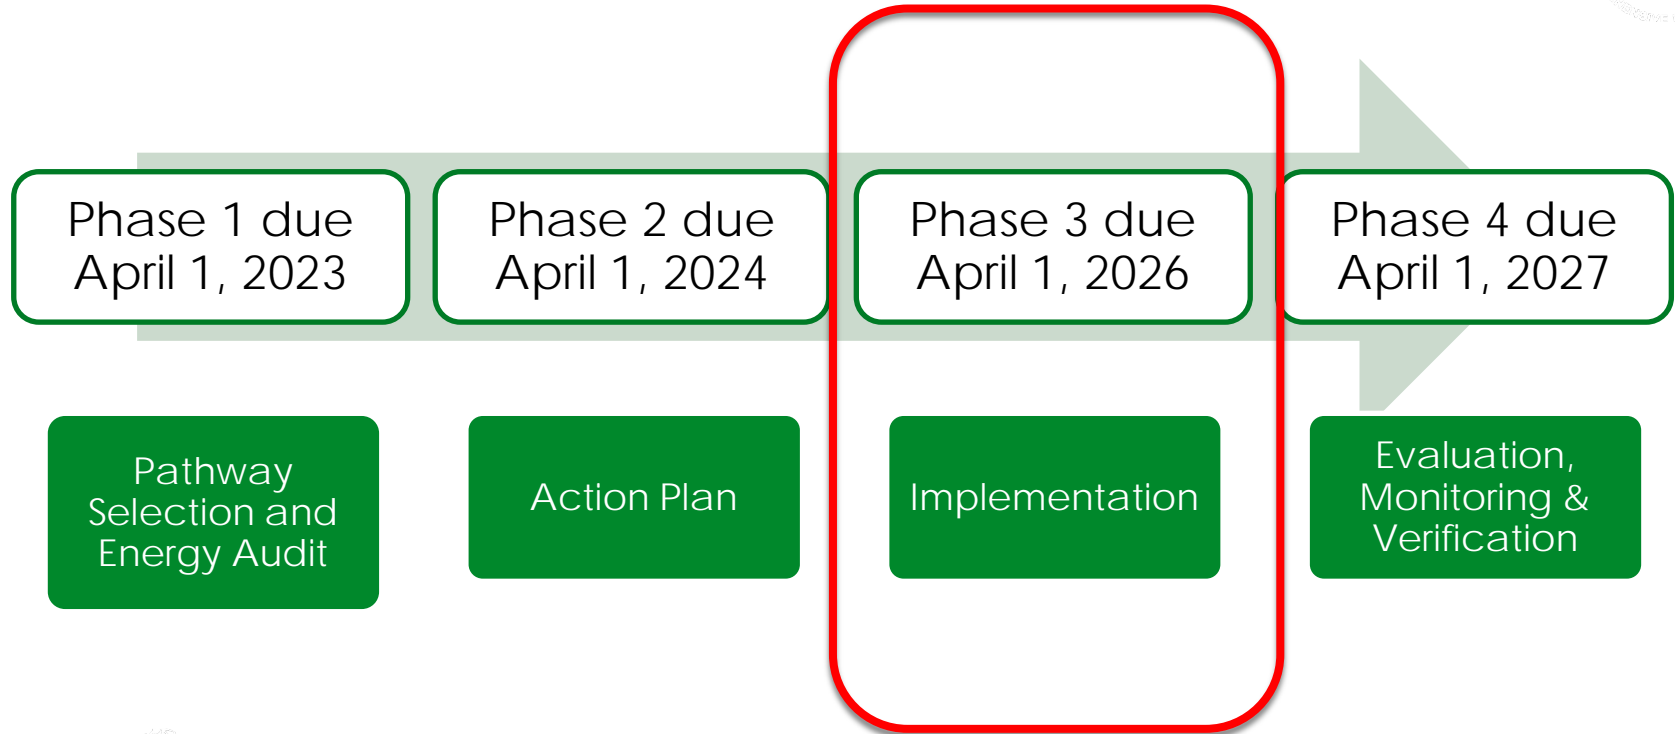 Phase 1 due
April 1, 2023
Phase 2 due
April 1, 2024
Phase 3 due
April 1, 2026
Phase 4 due
April 1, 2027
Pathway
Selection and
Energy Audit
Action Plan
Implementation
Evaluation,
Monitoring &
Verification